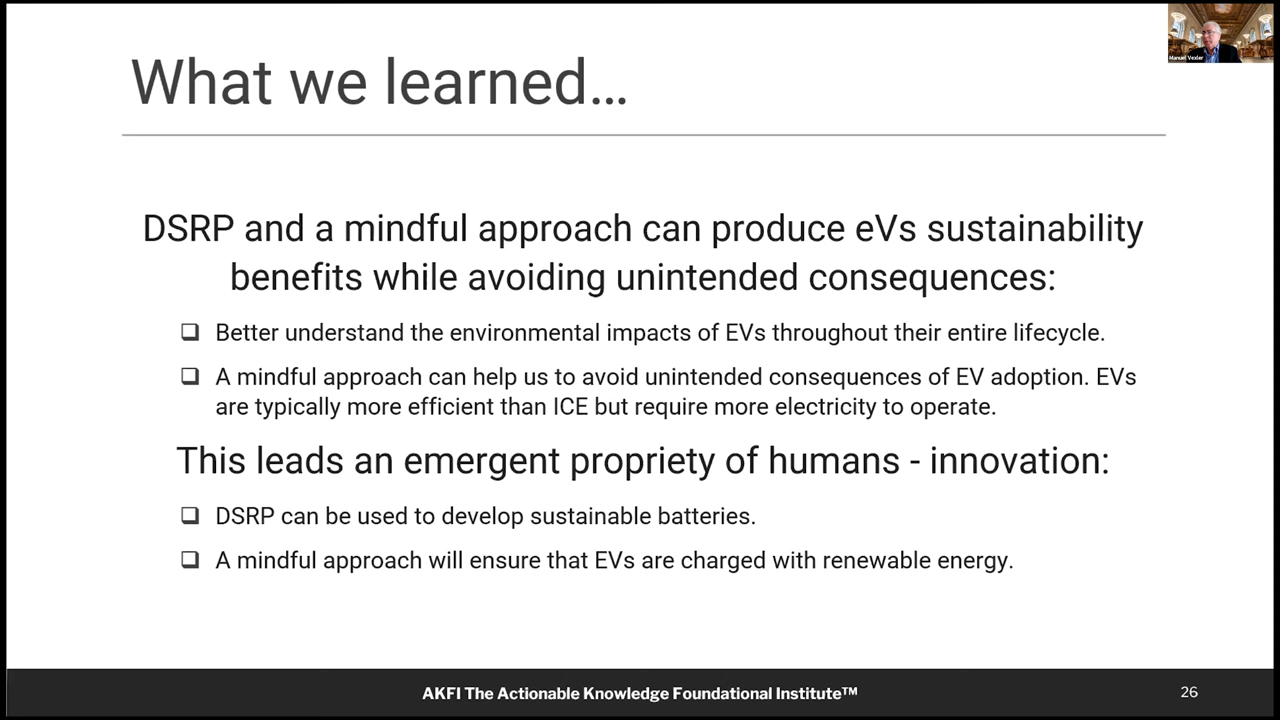 Manuel Vexler
What we learned...
DSRP and a mindful approach can produce eVs sustainability
benefits while avoiding unintended consequences:
❑ Better understand the environmental impacts of EVs throughout their entire lifecycle.
❑ A mindful approach can help us to avoid unintended consequences of EV adoption. EVs
are typically more efficient than ICE but require more electricity to operate.
This leads an emergent propriety of humans - innovation:
❑ DSRP can be used to develop sustainable batteries.
❑ A mindful approach will ensure that EVs are charged with renewable energy.
AKFI The Actionable Knowledge Foundational Institute™
26